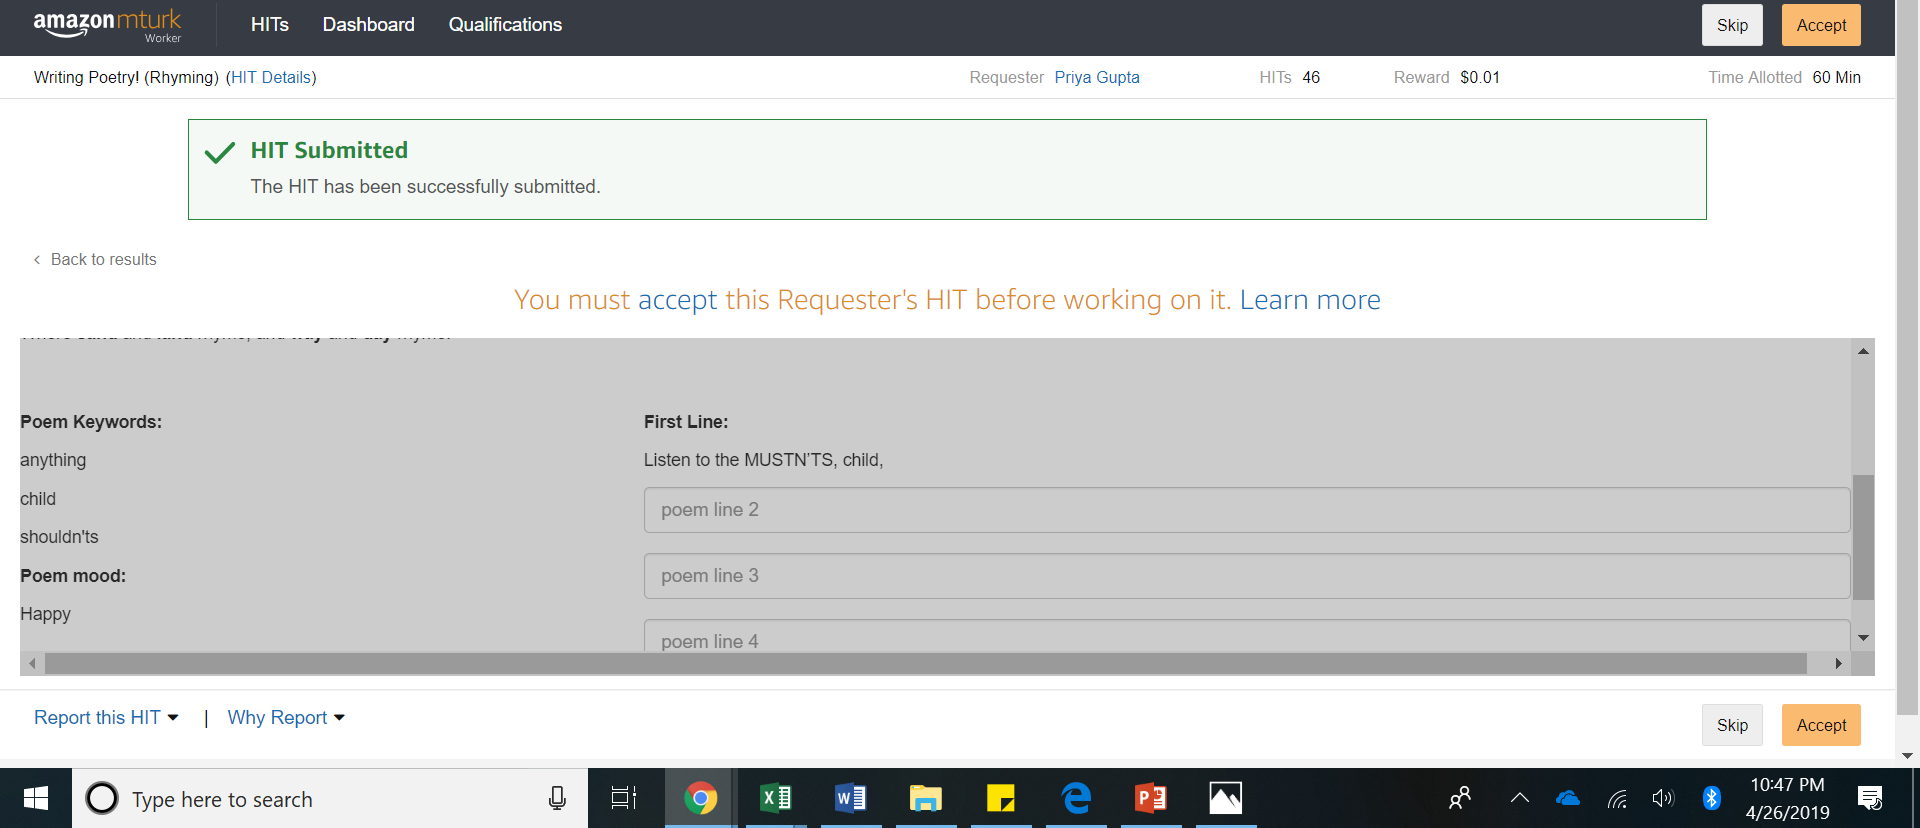 amazonmturk
Worker
HITs Dashboard Qualifications
Skip Accept
Writing Poetry! (Rhyming) (HIT Details) Requester Priya Gupta HITs 46 Reward $0.01 Time Allotted 60 Min
HIT Submitted
The HIT has been successfully submitted.
Back to results
You must accept this Requester's HIT before working on it. Learn more
Poem Keywords: First Line:
anything Listen to the MUSTN'TS, child,
child poem line 2
shouldn'ts
Poem mood: poem line 3
Happy
poem line 4
Report this HIT | Why Report
Skip Accept
Type here to search
10:47 PM
4/26/2019